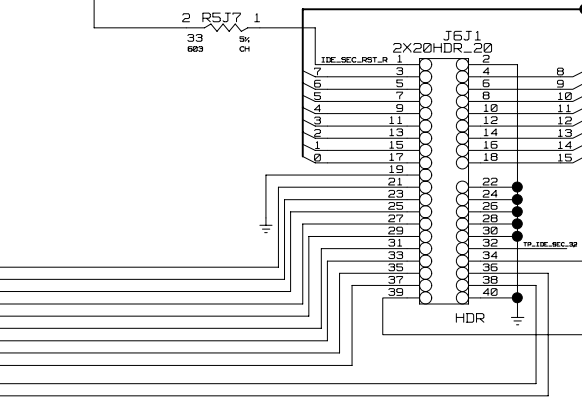 2 R5J7 1
33 5% CH
603
J6J1
2X20HDR_20
IDE_SEC_RST_R 1 2
7 3 4 8
6 5 6 9
5 7 8 10
4 9 10 11
3 11 12 12
2 13 14 13
1 15 16 14
0 17 18 15
19
21 22
23 24
25 26
27 28
29 30
31 32 TP_IDE_SEC_32
33 34
35 36
37 38
39 40
HDR